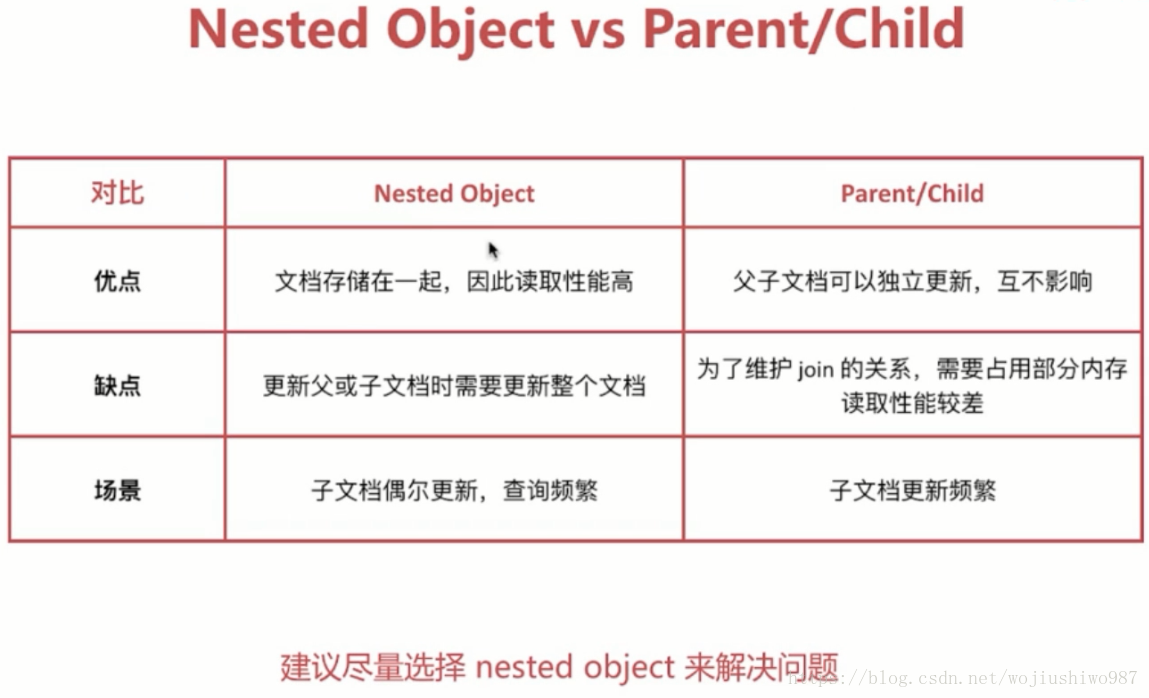 Nested Object vs Parent/Child
对比 Nested Object Parent/Child
优点 文档存储在一起，因此读取性能高 父子文档可以独立更新，互不影响
缺点 更新父或子文档时需要更新整个文档 为了维护 join 的关系，需要占用部分内存
读取性能较差
场景 子文档偶尔更新，查询频繁 子文档更新频繁
建议尽量选择 nested object 来解决问题
https://blog.csdn.net/wojiushiwo987